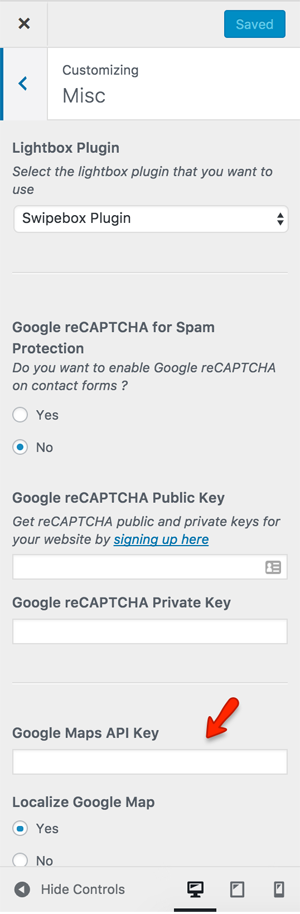 Saved
Customizing
Misc
Lightbox Plugin
Select the lightbox plugin that you want to
use
Swipebox Plugin
Google reCAPTCHA for Spam
Protection
Do you want to enable Google reCAPTCHA
on contact forms ?
Yes
No
Google reCAPTCHA Public Key
Get reCAPTCHA public and private keys for
your website by signing up here
Google reCAPTCHA Private Key
Google Maps API Key
Localize Google Map
Yes
No
Hide Controls